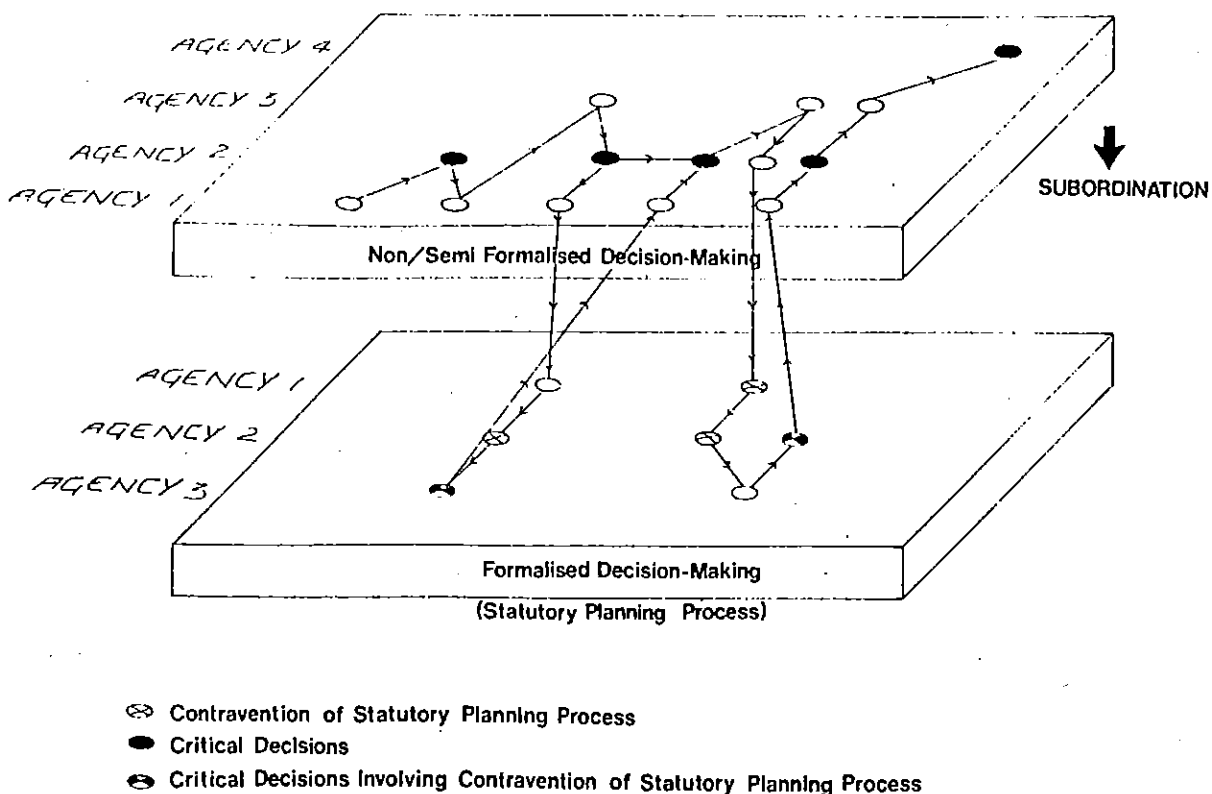 AGENCY 4
AGENCY 3
AGENCY 2
AGENCY 1
SUBORDINATION
Non/Semi Formalised Decision-Making
AGENCY 1
AGENCY 2
AGENCY 3
Formalised Decision-Making
(Statutory Planning Process)
Contravention of Statutory Planning Process
Critical Decisions
Critical Decisions Involving Contravention of Statutory Planning Process